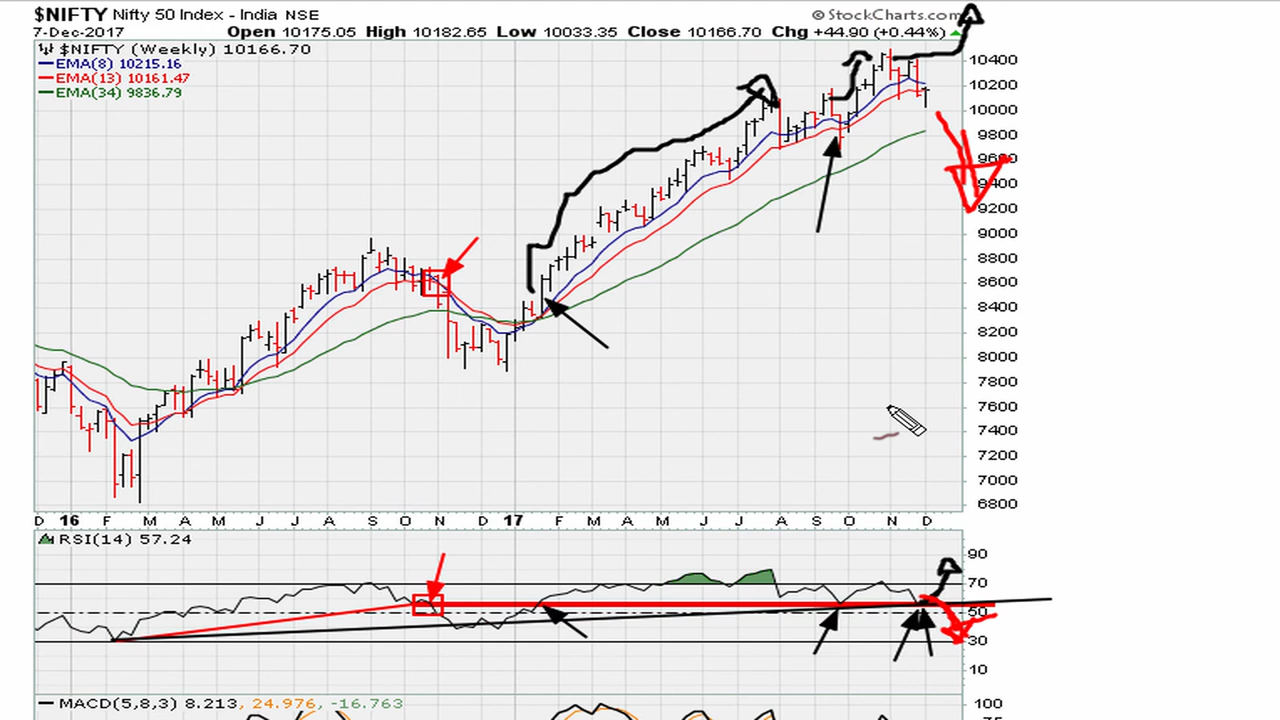 $NIFTY Nifty 50 Index - India NSE © StockCharts.com
7-Dec-2017 Open 10175.05 High 10182.65 Low 10033.35 Close 10166.70 Chg +44.90 (+0.44%)
$NIFTY (Weekly) 10166.70
EMA(8) 10215.16
EMA(13) 10161.47
EMA(34) 9836.79
10400
10200
10000
9800
9600
9400
9200
9000
8800
8600
8400
8200
8000
7800
7600
7400
7200
7000
6800
D 16 F M A M J J A S O N D 17 F M A M J J A S O N D
RSI(14) 57.24
90
70
50
30
10
MACD(5,8,3) 8.213, 24.976, -16.763
100
75